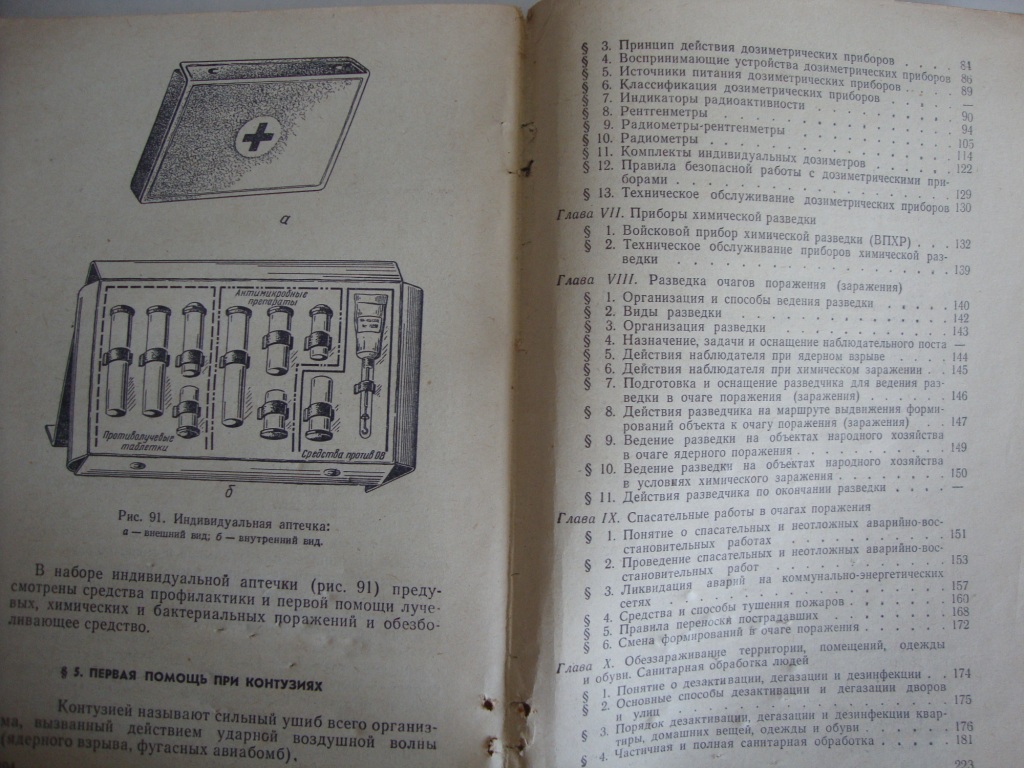 а
Антимикробные
препараты
Противолучевые
таблетки
Средства против ОВ
б
Рис. 91. Индивидуальная аптечка:
а — внешний вид; б — внутренний вид.
В наборе индивидуальной аптечки (рис. 91) преду-
смотрены средства профилактики и первой помощи луче-
вых, химических и бактериальных поражений и обезбо-
ливающее средство.
§ 5. ПЕРВАЯ ПОМОЩЬ ПРИ КОНТУЗИЯХ
Контузией называют сильный ушиб всего организ-
ма, вызванный действием ударной воздушной волны
(ядерного взрыва, фугасных авиабомб).
§ 3. Принцип действия дозиметрических приборов . . . . 84
§ 4. Воспринимающие устройства дозиметрических приборов 86
§ 5. Источники питания дозиметрических приборов . . . 89
§ 6. Классификация дозиметрических приборов . . . . —
§ 7. Индикаторы радиоактивности . . . . 90
§ 8. Рентгенметры . . . . 94
§ 9. Радиометры-рентгенметры . . . . 105
§ 10. Радиометры . . . . 114
§ 11. Комплекты индивидуальных дозиметров . . . . 122
§ 12. Правила безопасной работы с дозиметрическими при-
борами . . . . 129
§ 13. Техническое обслуживание дозиметрических приборов 130
Глава VII. Приборы химической разведки
§ 1. Войсковой прибор химической разведки (ВПХР) . . . 132
§ 2. Техническое обслуживание приборов химической раз-
ведки . . . . 139
Глава VIII. Разведка очагов поражения (заражения)
§ 1. Организация и способы ведения разведки . . . . 140
§ 2. Виды разведки . . . . 142
§ 3. Организация разведки . . . . 143
§ 4. Назначение, задачи и оснащение наблюдательного поста —
§ 5. Действия наблюдателя при ядерном взрыве . . . . 144
§ 6. Действия наблюдателя при химическом заражении . . 145
§ 7. Подготовка и оснащение разведчика для ведения раз-
ведки в очаге поражения (заражения) . . . . 146
§ 8. Действия разведчика на маршруте выдвижения форми-
рований объекта к очагу поражения (заражения) . . 147
§ 9. Ведение разведки на объектах народного хозяйства
в очаге ядерного поражения . . . . 149
§ 10. Ведение разведки на объектах народного хозяйства
в условиях химического заражения . . . . 150
§ 11. Действия разведчика по окончании разведки . . . . —
Глава IX. Спасательные работы в очагах поражения
§ 1. Понятие о спасательных и неотложных аварийно-вос-
становительных работах . . . . 151
§ 2. Проведение спасательных и неотложных аварийно-вос-
становительных работ . . . . 153
§ 3. Ликвидация аварий на коммунально-энергетических
сетях . . . . 157
§ 4. Средства и способы тушения пожаров . . . . 160
§ 5. Правила переноски пострадавших . . . . 168
§ 6. Смена формирований в очаге поражения . . . . 172
Глава X. Обеззараживание территории, помещений, одежды
и обуви. Санитарная обработка людей
§ 1. Понятие о дезактивации, дегазации и дезинфекции . . 174
§ 2. Основные способы дезактивации и дегазации дворов
и улиц . . . . 175
§ 3. Порядок дезактивации, дегазации и дезинфекции квар-
тиры, домашних вещей, одежды и обуви . . . . 176
§ 4. Частичная и полная санитарная обработка . . . . 181
223